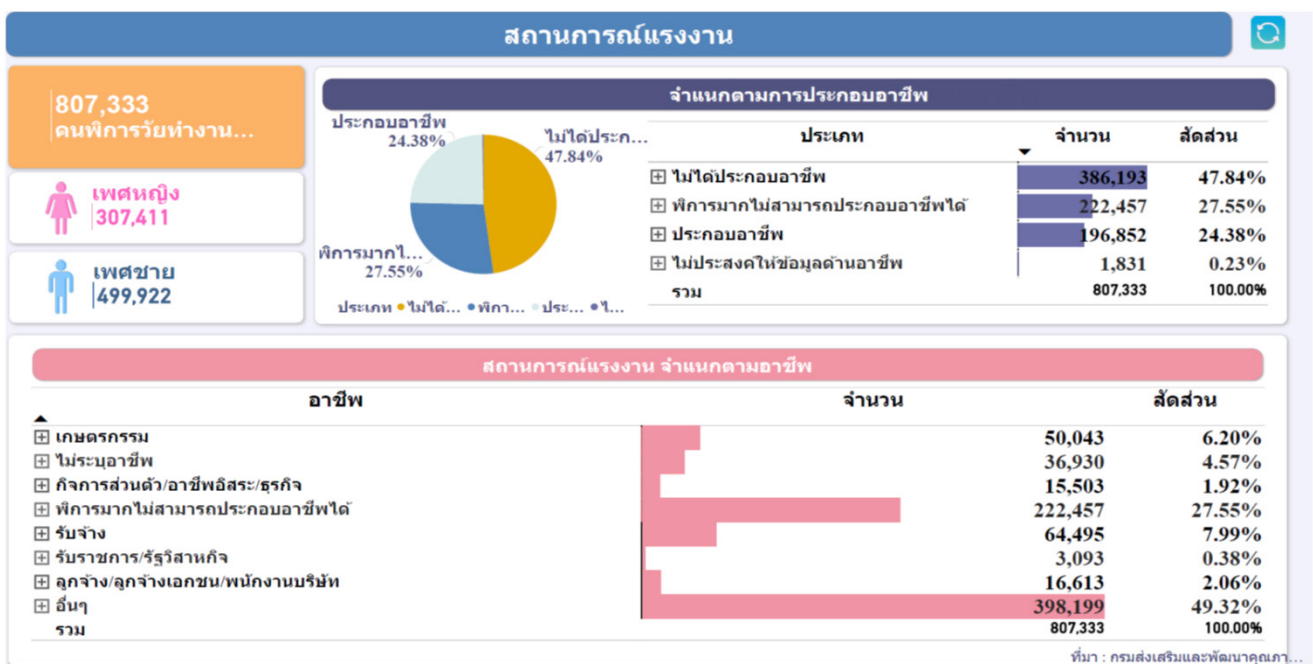 สถานการณ์แรงงาน
807,333
คนพิการวัยทำงาน...
เพศหญิง
307,411
เพศชาย
499,922
จำแนกตามการประกอบอาชีพ
ประกอบอาชีพ
24.38%
ไม่ได้ประก...
47.84%
พิการมากไ...
27.55%
ประเภท ไม่ได้... พิกา... ประ... ไ...
ประเภท จำนวน สัดส่วน
ไม่ได้ประกอบอาชีพ 386,193 47.84%
พิการมากไม่สามารถประกอบอาชีพได้ 222,457 27.55%
ประกอบอาชีพ 196,852 24.38%
ไม่ประสงค์ให้ข้อมูลด้านอาชีพ 1,831 0.23%
รวม 807,333 100.00%
สถานการณ์แรงงาน จำแนกตามอาชีพ
อาชีพ จำนวน สัดส่วน
เกษตรกรรม 50,043 6.20%
ไม่ระบุอาชีพ 36,930 4.57%
กิจการส่วนตัว/อาชีพอิสระ/ธุรกิจ 15,503 1.92%
พิการมากไม่สามารถประกอบอาชีพได้ 222,457 27.55%
รับจ้าง 64,495 7.99%
รับราชการ/รัฐวิสาหกิจ 3,093 0.38%
ลูกจ้าง/ลูกจ้างเอกชน/พนักงานบริษัท 16,613 2.06%
อื่นๆ 398,199 49.32%
รวม 807,333 100.00%
ที่มา : กรมส่งเสริมและพัฒนาคุณภา...